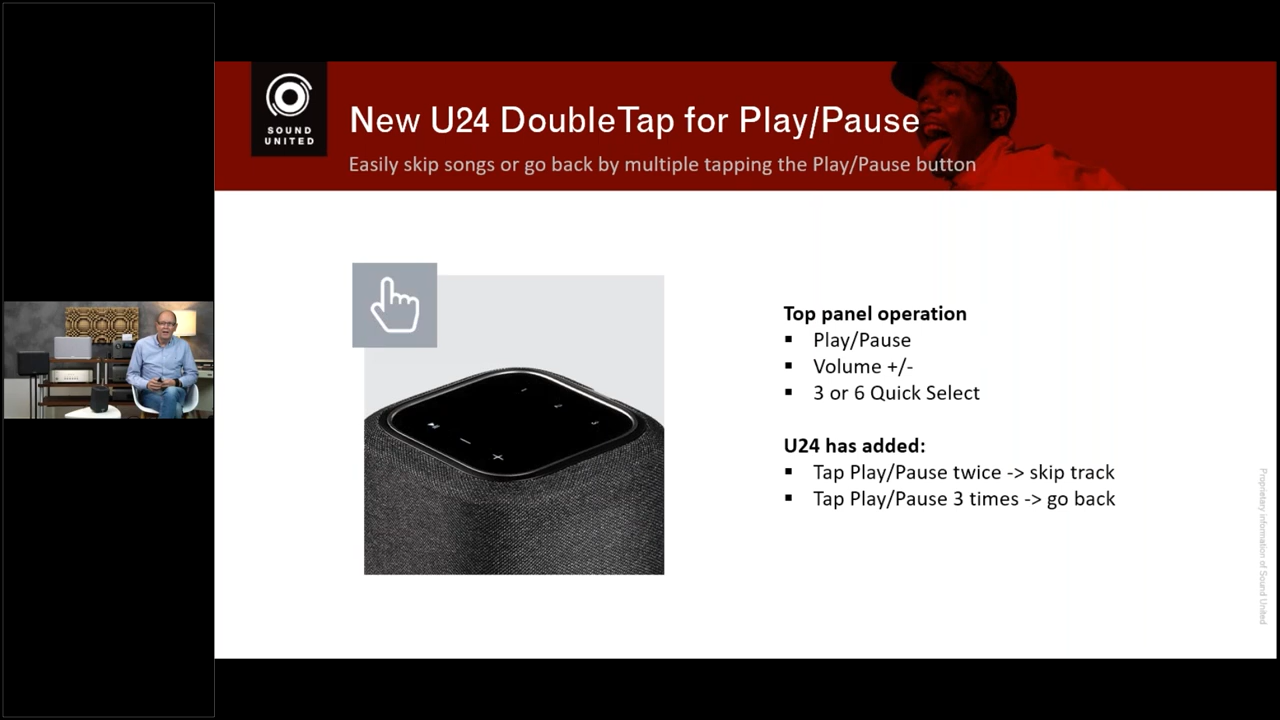 SOUND
UNITED
New U24 DoubleTap for Play/Pause
Easily skip songs or go back by multiple tapping the Play/Pause button
Top panel operation
▪ Play/Pause
▪ Volume +/-
▪ 3 or 6 Quick Select
U24 has added:
▪ Tap Play/Pause twice -> skip track
▪ Tap Play/Pause 3 times -> go back
Proprietary information of Sound United